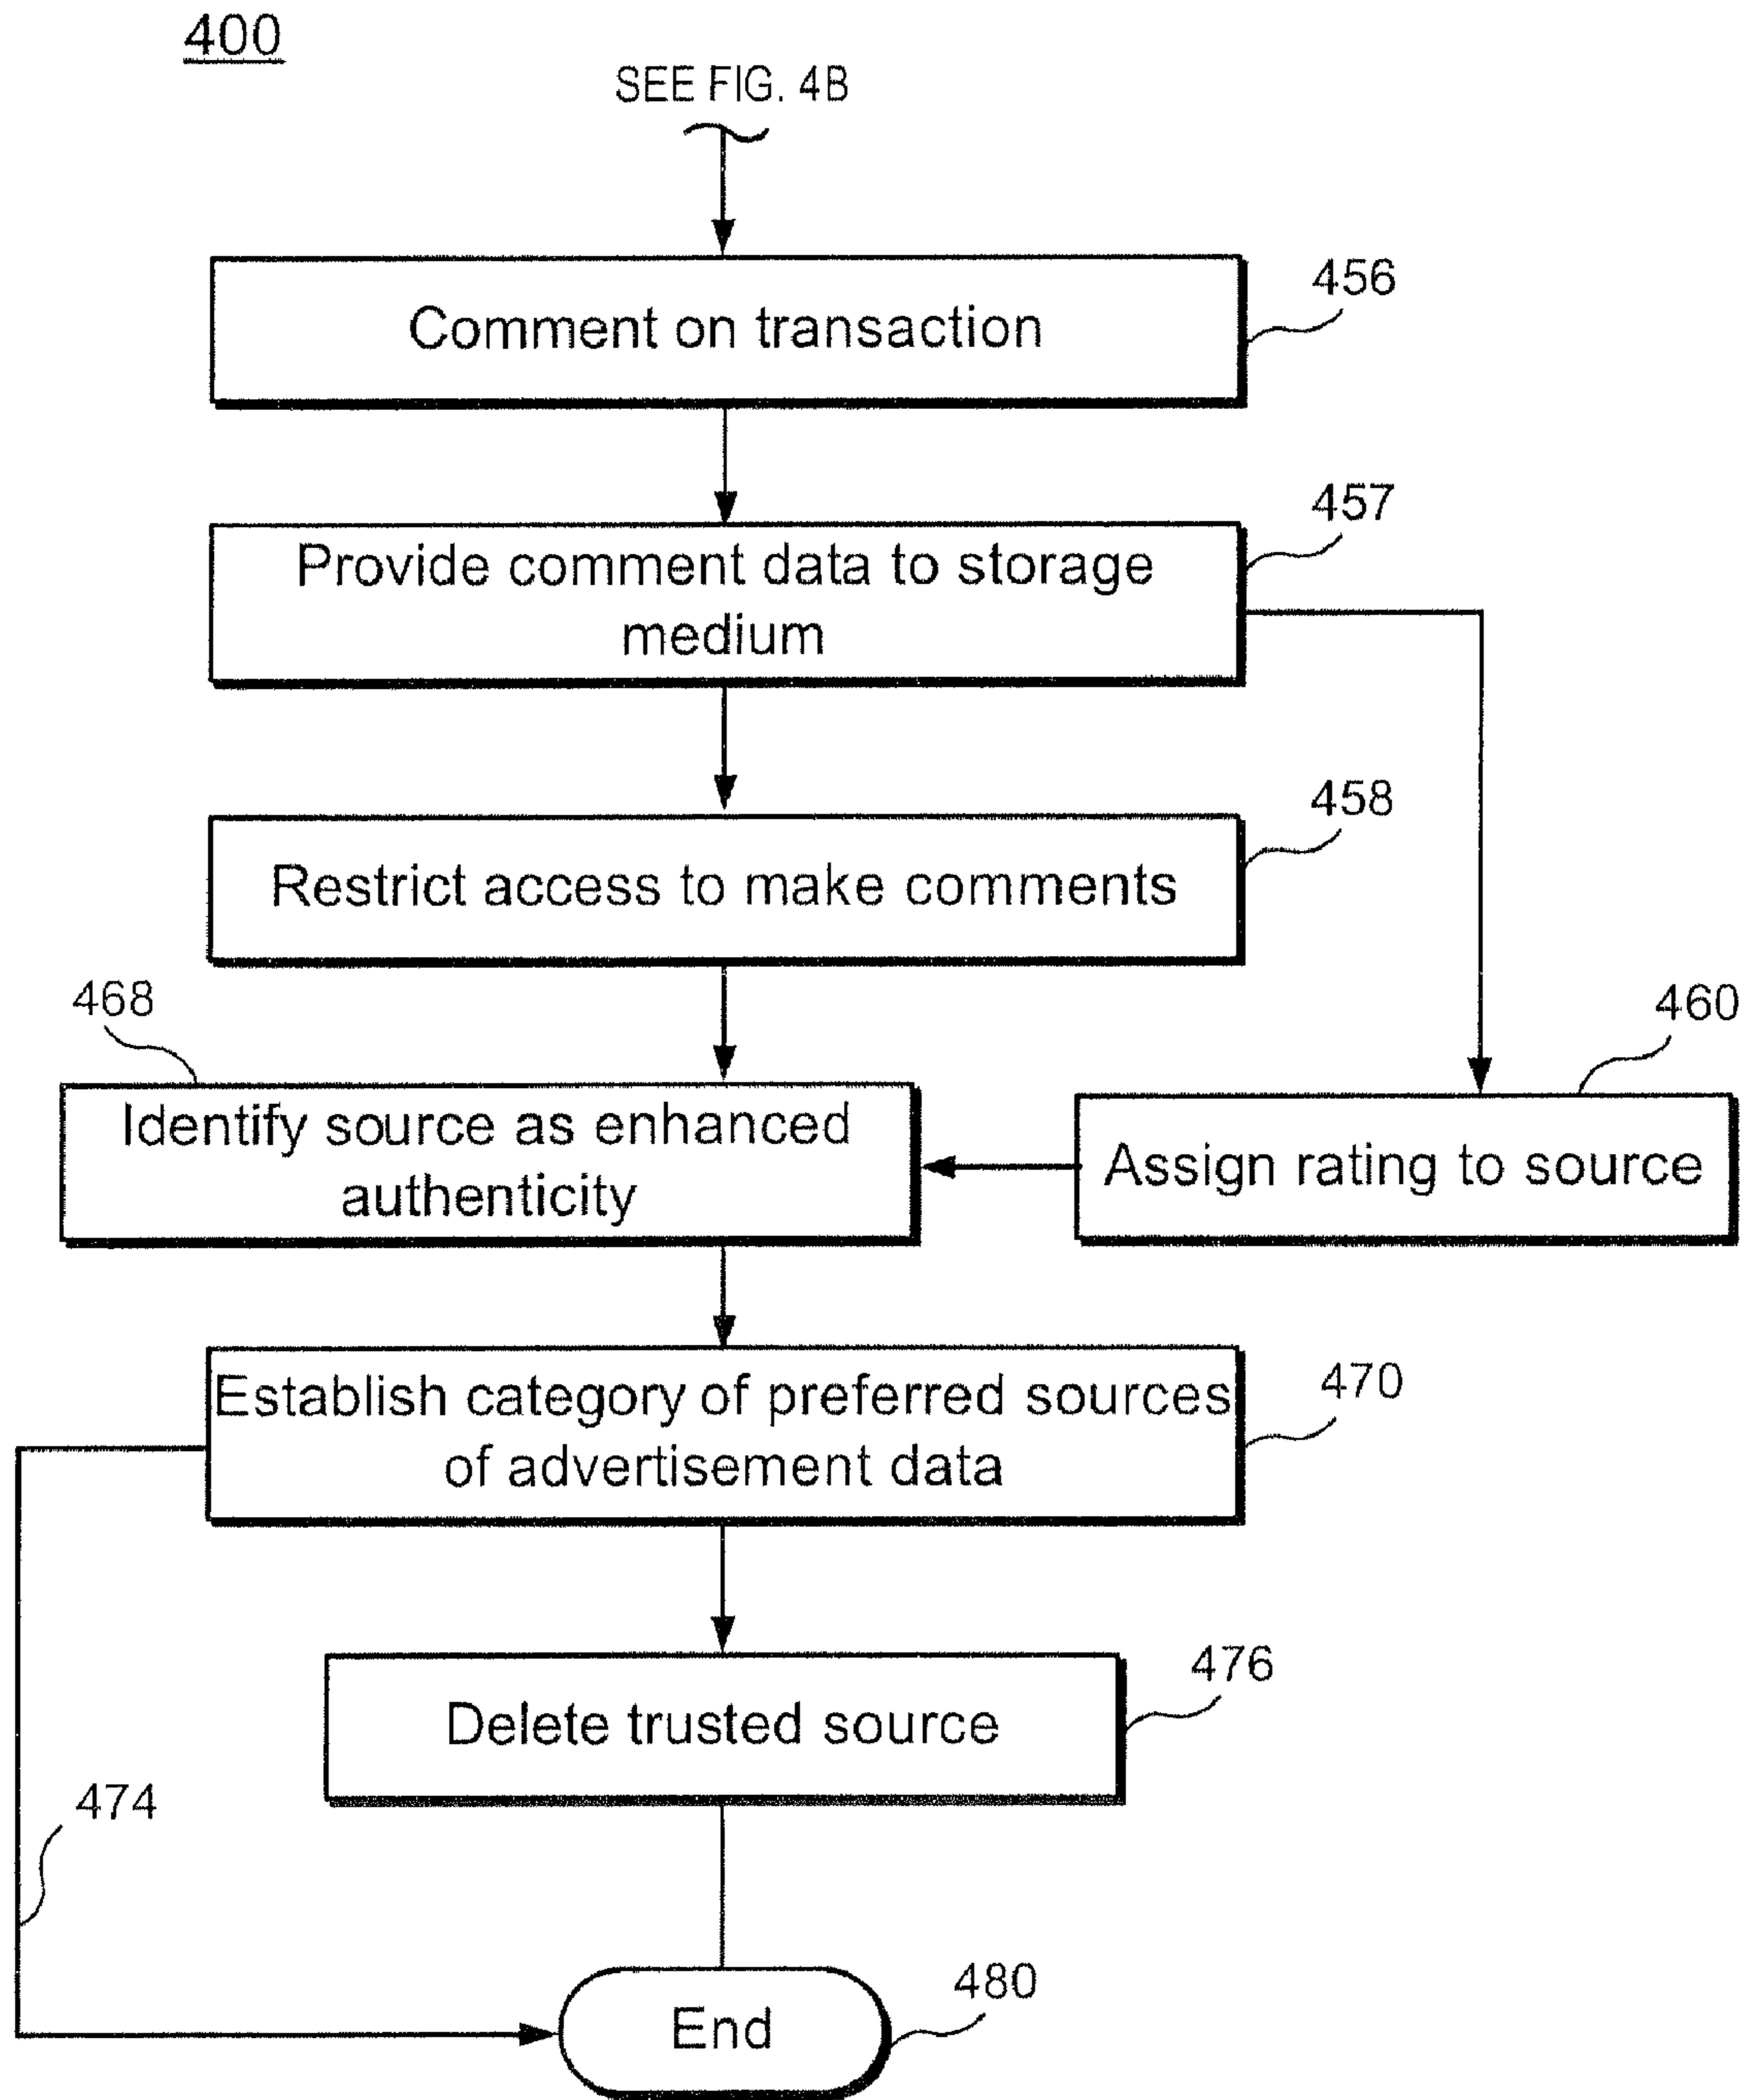 400
SEE FIG. 4B
Comment on transaction
456
Provide comment data to storage
medium
457
Restrict access to make comments
458
468
460
Identify source as enhanced
authenticity
Assign rating to source
Establish category of preferred sources
of advertisement data
470
Delete trusted source
476
474
End
480